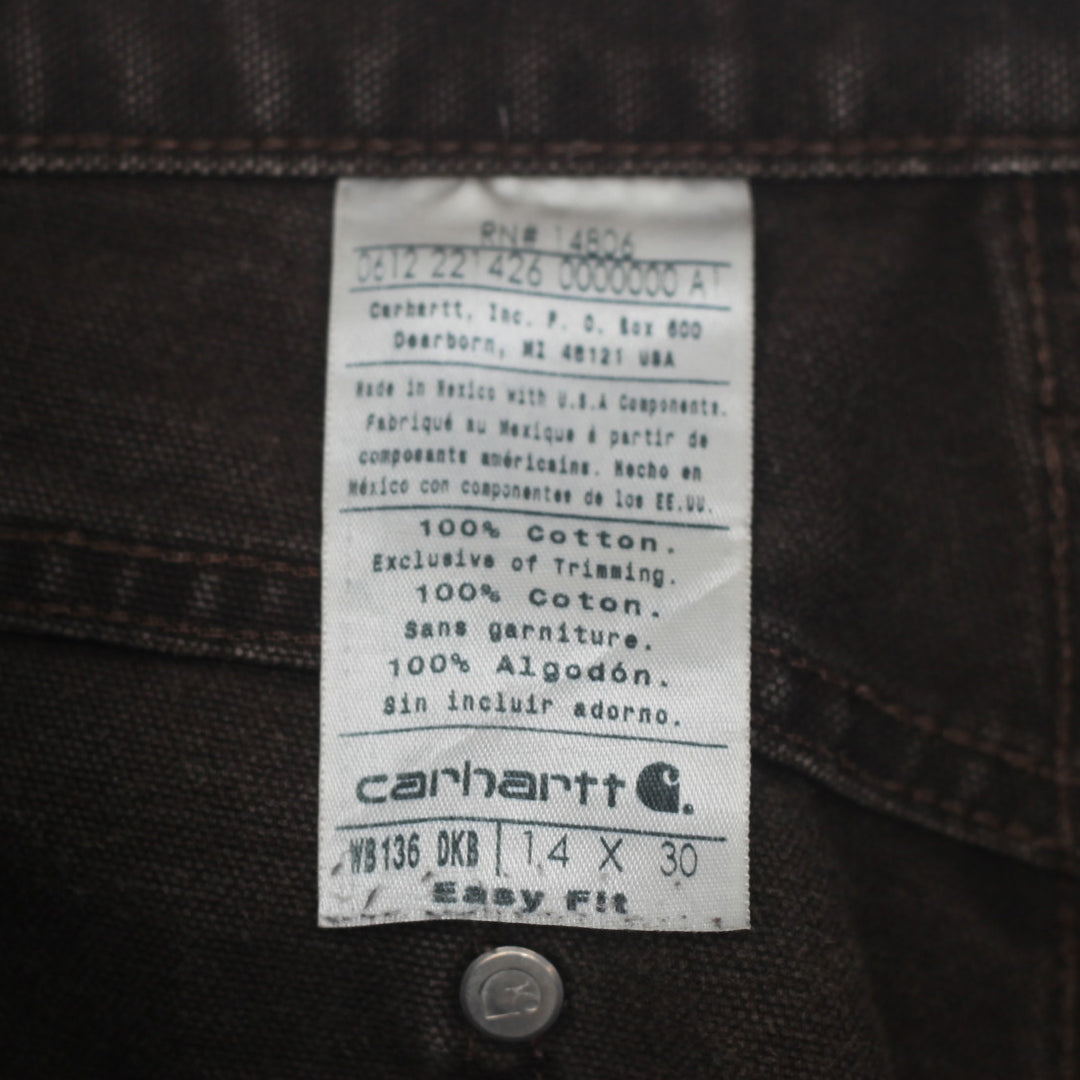 RN# 14806
0612 221426 0000000 A1
Carhartt, Inc. P. O. Box 600
Dearborn, MI 48121 USA
Made in Mexico with U.S.A Components.
Fabriqué au Mexique à partir de
composants américains. Hecho en
México con componentes de los EE.UU.
100% Cotton.
Exclusive of Trimming.
100% Coton.
Sans garniture.
100% Algodón.
Sin incluir adorno.
carhartt
WB136 DKB | 14 X 30
Easy Fit